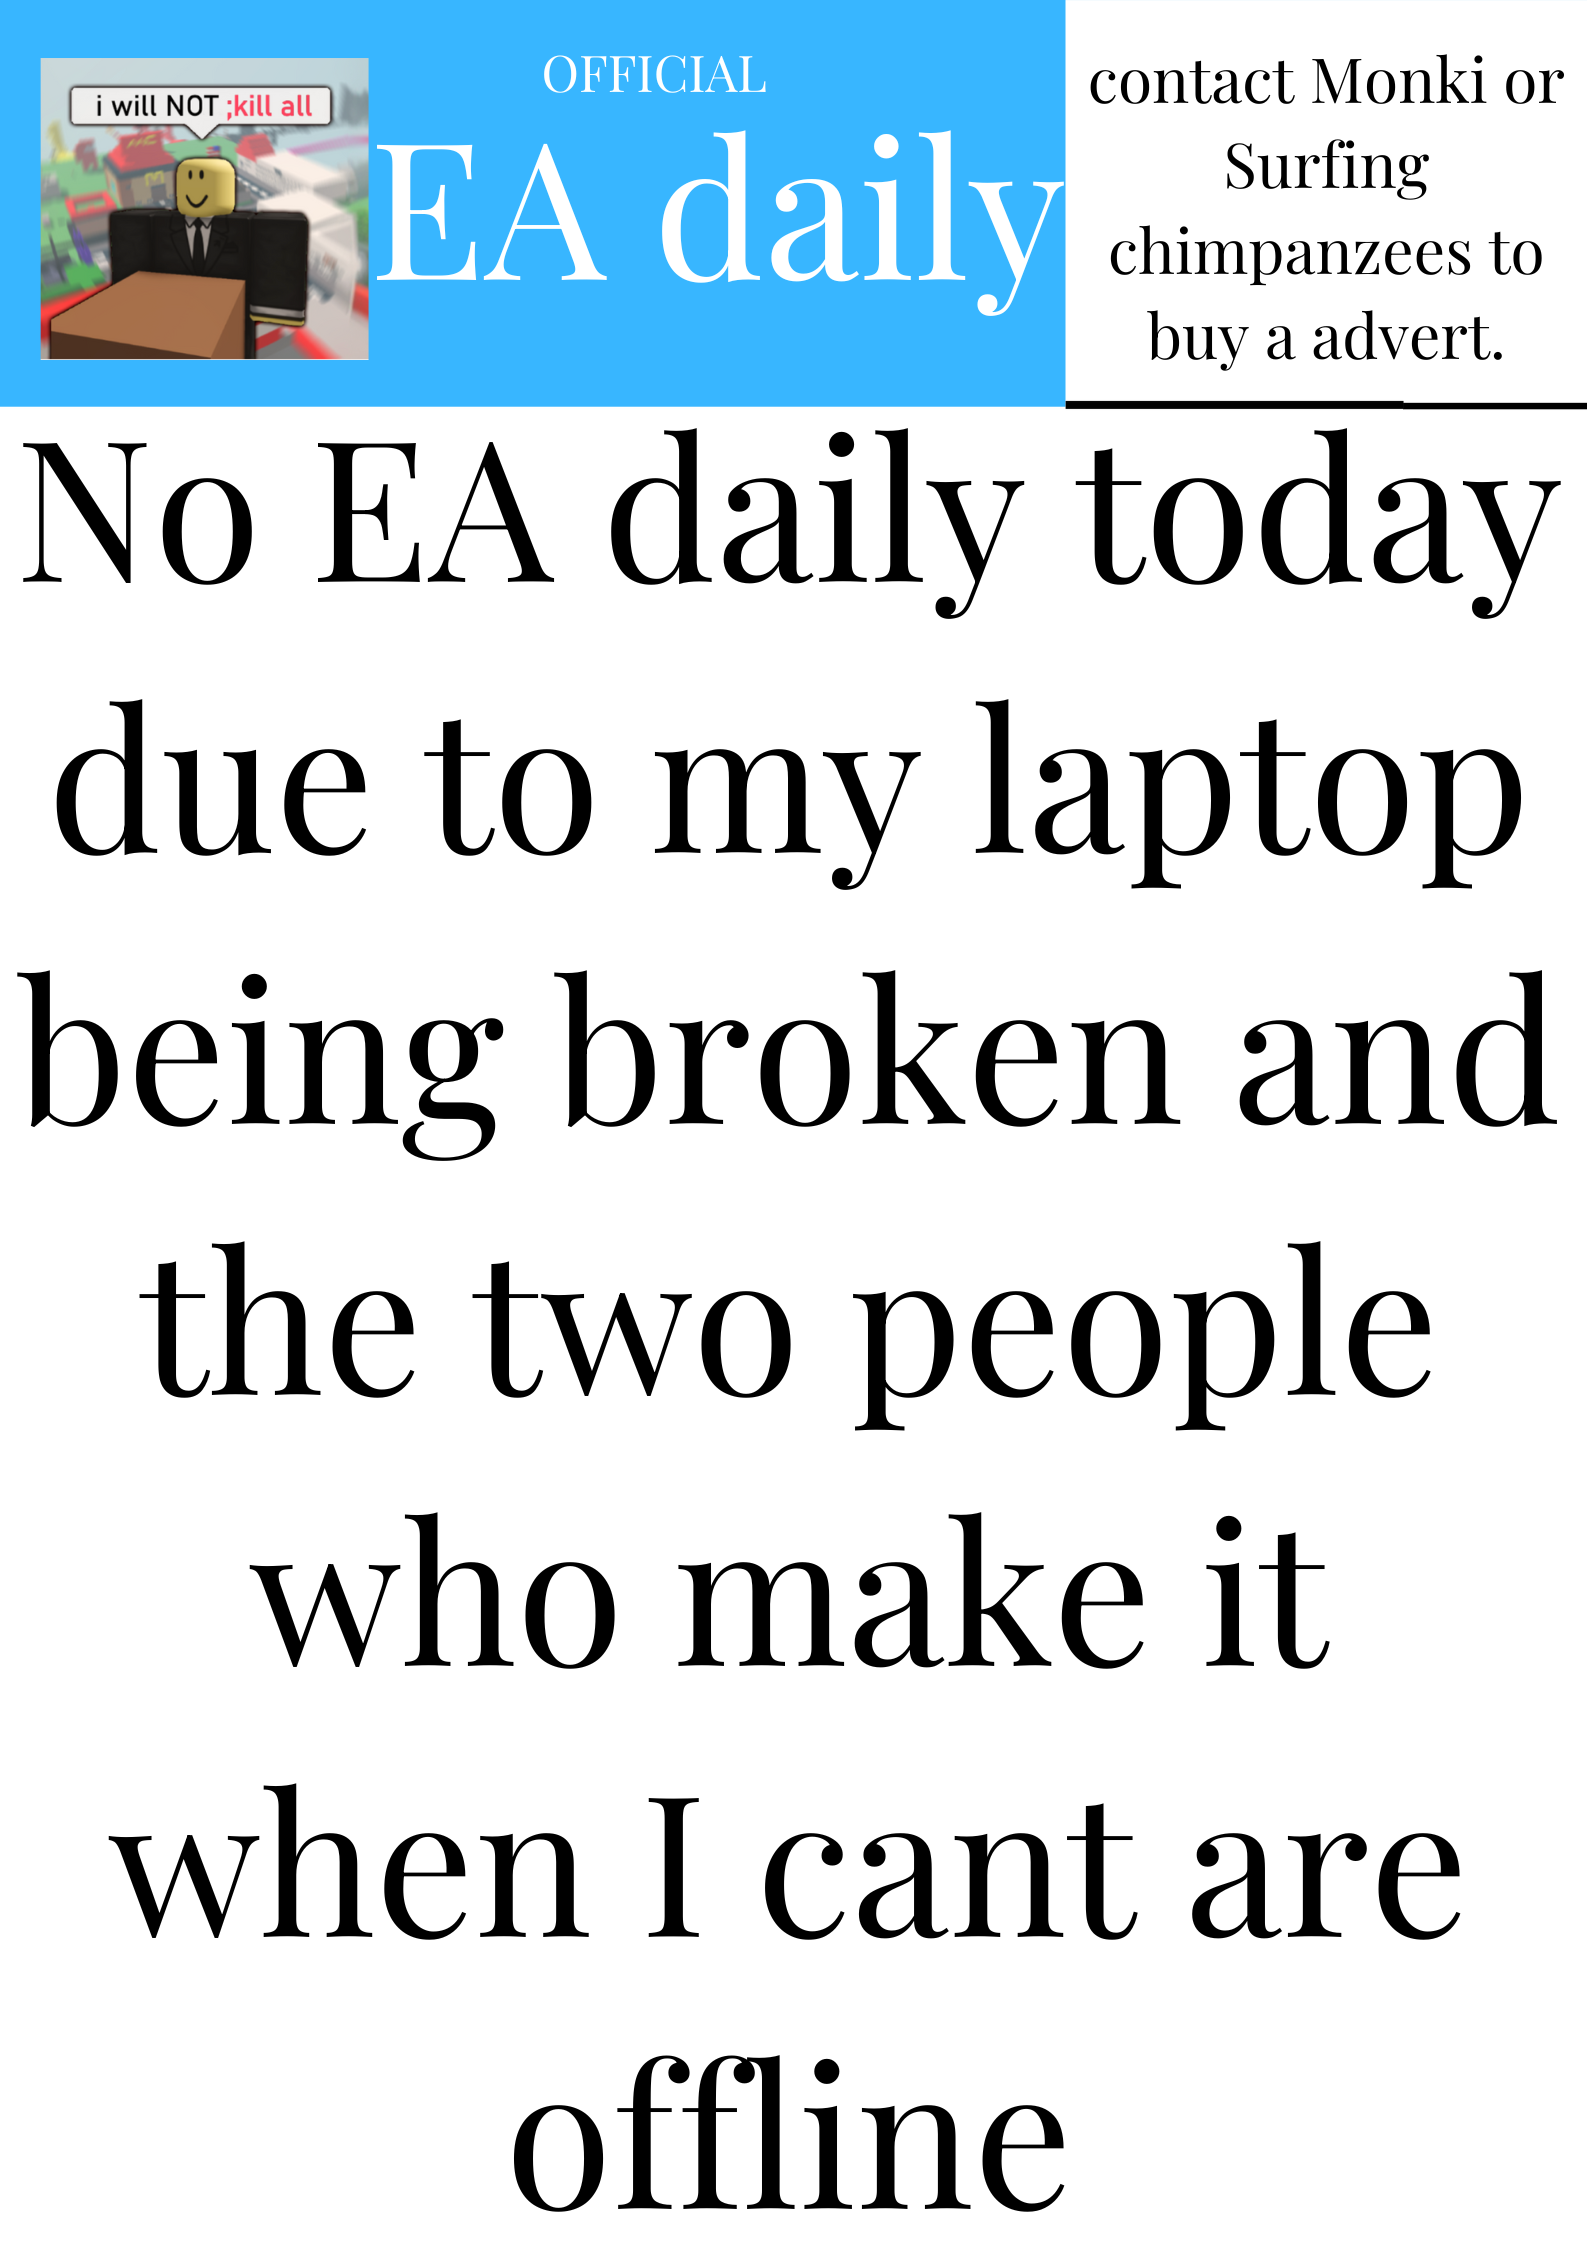 i will NOT ;kill all
OFFICIAL
EA daily
contact Monki or
Surfing
chimpanzees to
buy a advert.
No EA daily today
due to my laptop
being broken and
the two people
who make it
when I cant are
offline